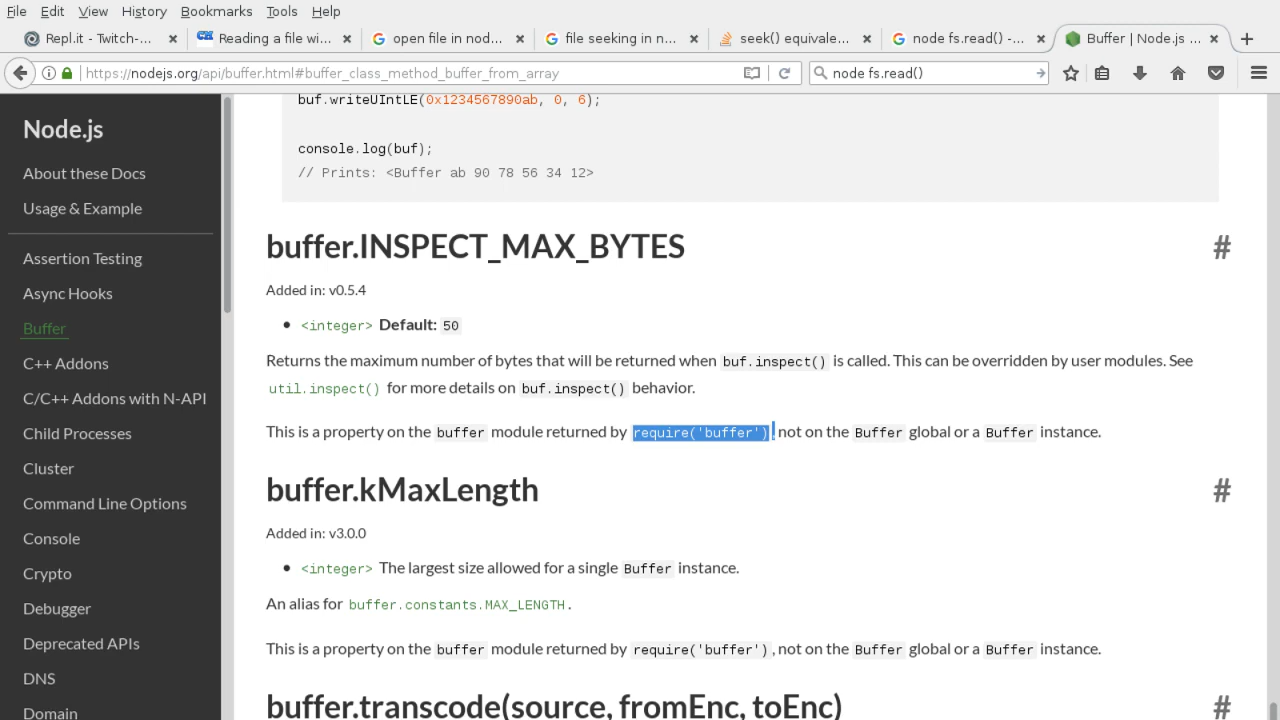 File Edit View History Bookmarks Tools Help
Repl.it - Twitch-... × Reading a file wi... × open file in nod... × file seeking in n... × seek() equivale... × node fs.read() -... × Buffer | Node.js ... × +
https://nodejs.org/api/buffer.html#buffer_class_method_buffer_from_array node fs.read()
Node.js
About these Docs
Usage & Example
Assertion Testing
Async Hooks
Buffer
C++ Addons
C/C++ Addons with N-API
Child Processes
Cluster
Command Line Options
Console
Crypto
Debugger
Deprecated APIs
DNS
Domain
buf.writeUIntLE(0x1234567890ab, 0, 6);
console.log(buf);
// Prints: <Buffer ab 90 78 56 34 12>
buffer.INSPECT_MAX_BYTES #
Added in: v0.5.4
• <integer> Default: 50
Returns the maximum number of bytes that will be returned when buf.inspect() is called. This can be overridden by user modules. See
util.inspect() for more details on buf.inspect() behavior.
This is a property on the buffer module returned by require('buffer'), not on the Buffer global or a Buffer instance.
buffer.kMaxLength #
Added in: v3.0.0
• <integer> The largest size allowed for a single Buffer instance.
An alias for buffer.constants.MAX_LENGTH.
This is a property on the buffer module returned by require('buffer'), not on the Buffer global or a Buffer instance.
buffer.transcode(source, fromEnc, toEnc) #